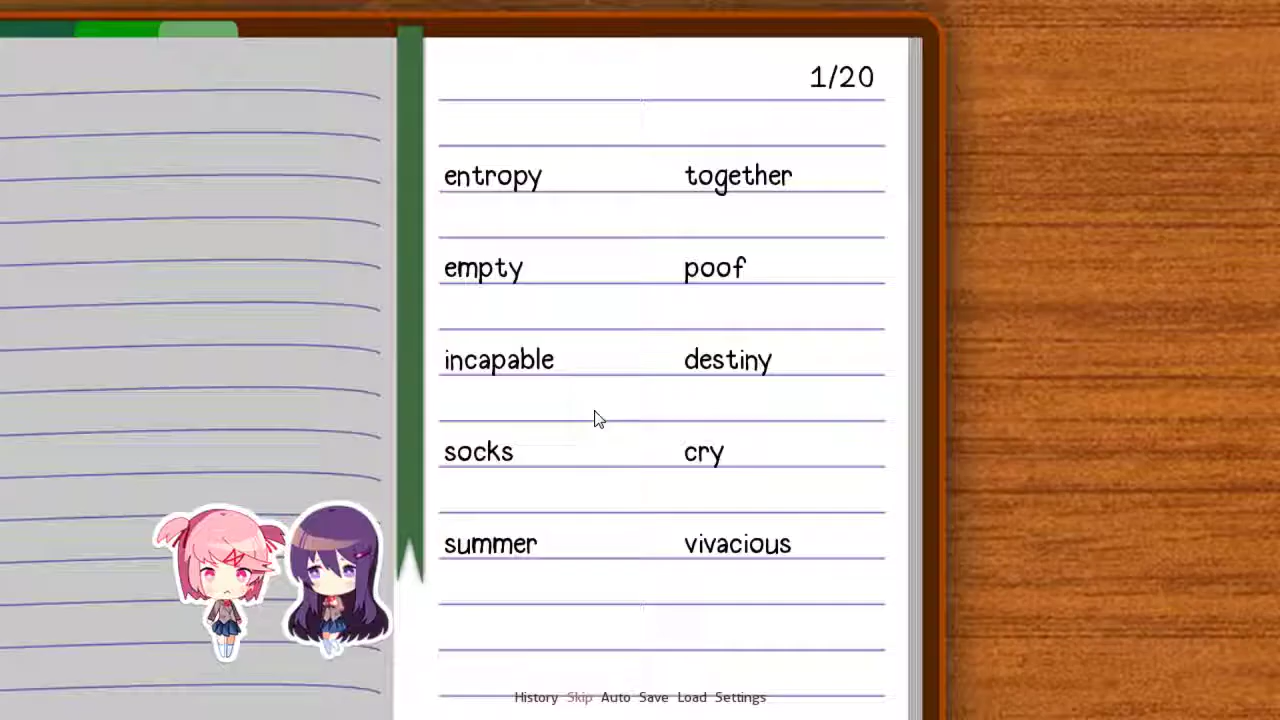 1/20
entropy together
empty poof
incapable destiny
socks cry
summer vivacious
History Skip Auto Save Load Settings